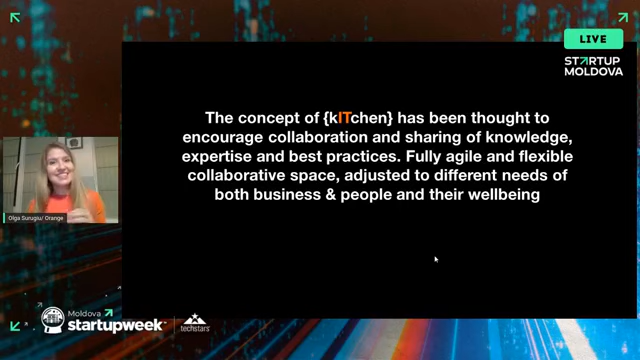 LIVE
STARTUP
MOLDOVA
The concept of {kITchen} has been thought to
encourage collaboration and sharing of knowledge,
expertise and best practices. Fully agile and flexible
collaborative space, adjusted to different needs of
both business & people and their wellbeing
Olga Surugiu/ Orange
Moldova
startupweek
techstars